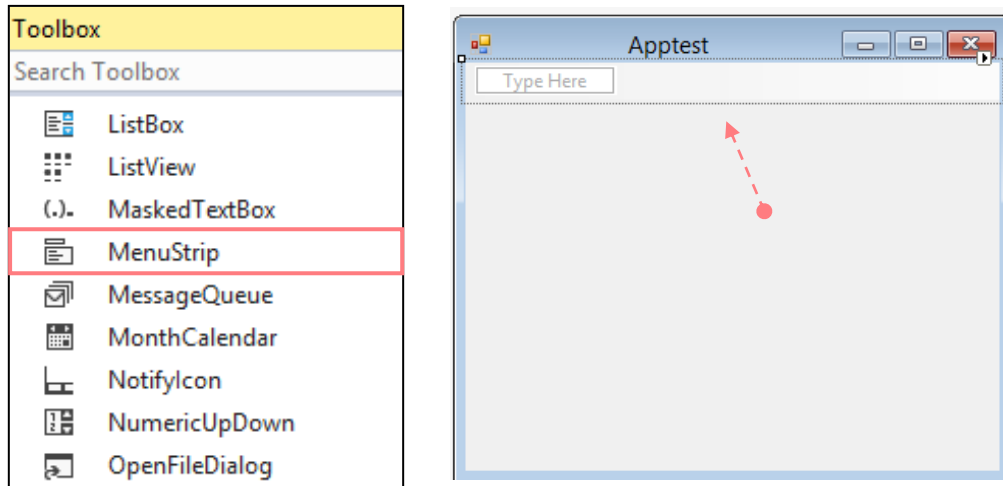 Toolbox
Search Toolbox
ListBox
ListView
MaskedTextBox
MenuStrip
MessageQueue
MonthCalendar
NotifyIcon
NumericUpDown
OpenFileDialog
Apptest
Type Here